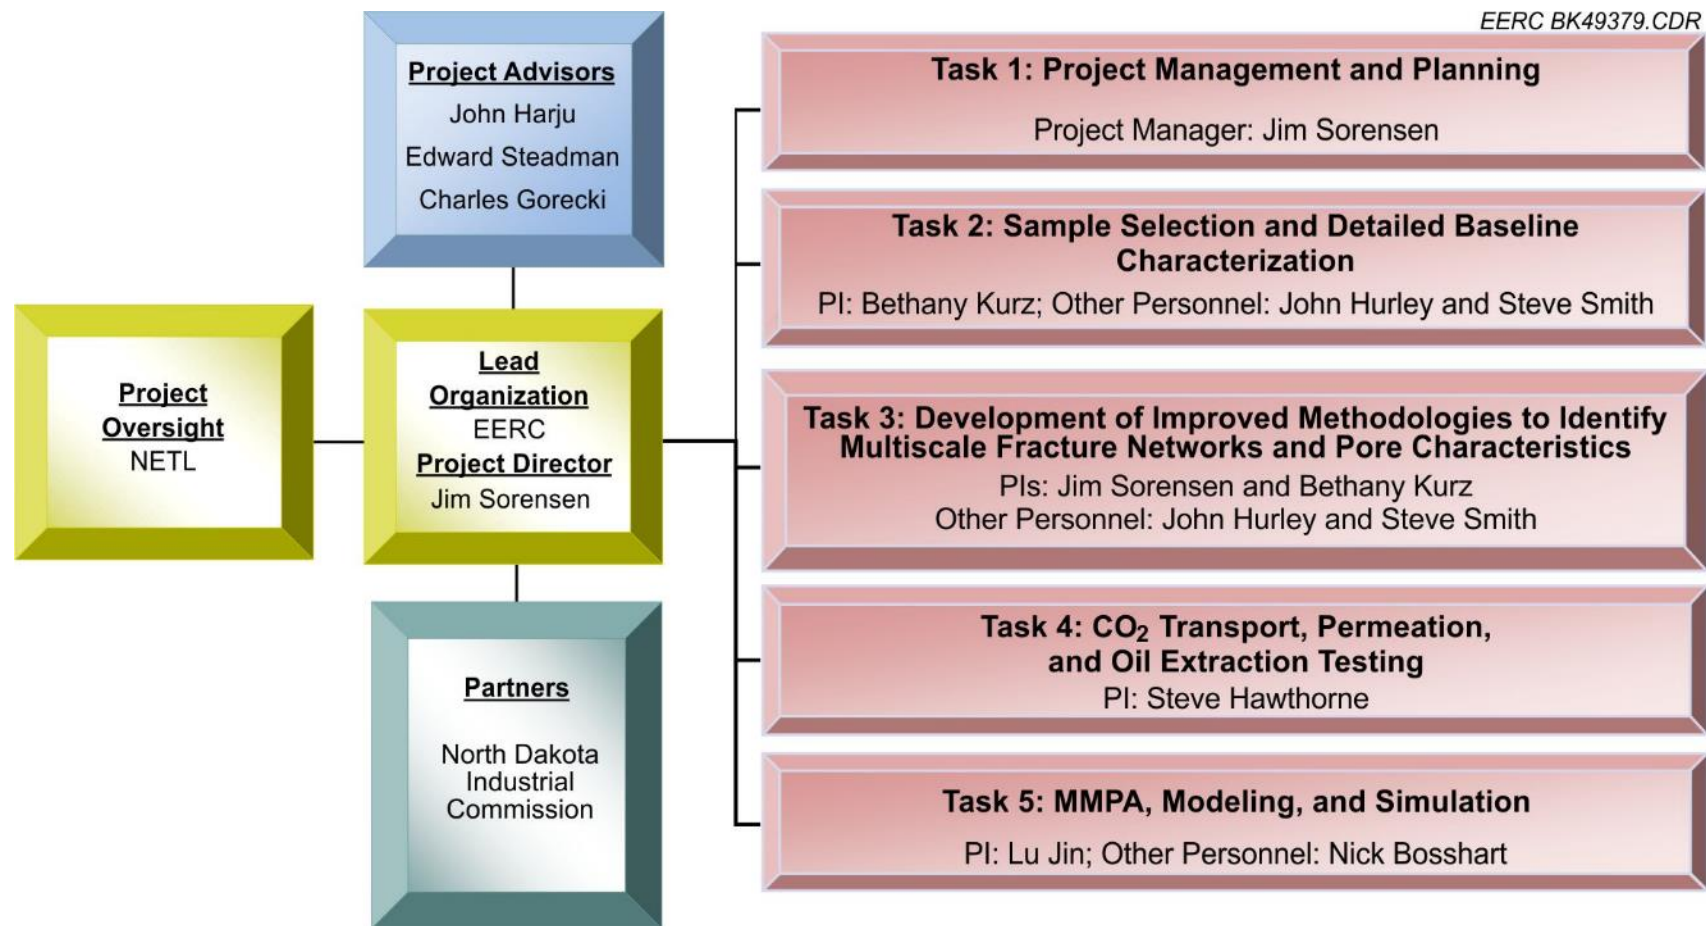 EERC BK49379.CDR
Project Advisors
John Harju
Edward Steadman
Charles Gorecki
Project
Oversight
NETL
Lead
Organization
EERC
Project Director
Jim Sorensen
Partners
North Dakota
Industrial
Commission
Task 1: Project Management and Planning
Project Manager: Jim Sorensen
Task 2: Sample Selection and Detailed Baseline
Characterization
PI: Bethany Kurz; Other Personnel: John Hurley and Steve Smith
Task 3: Development of Improved Methodologies to Identify
Multiscale Fracture Networks and Pore Characteristics
PIs: Jim Sorensen and Bethany Kurz
Other Personnel: John Hurley and Steve Smith
Task 4: CO₂ Transport, Permeation,
and Oil Extraction Testing
PI: Steve Hawthorne
Task 5: MMPA, Modeling, and Simulation
PI: Lu Jin; Other Personnel: Nick Bosshart